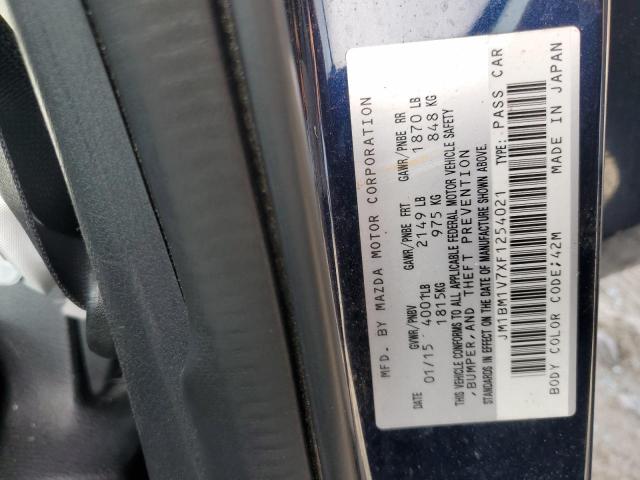 MFD. BY MAZDA MOTOR CORPORATION
DATE GVWR/PNBV GAWR/PNBE FRT GAWR/PNBE RR
01/15 4001LB 2149LB 1870 LB
1815KG 975 KG 848 KG
THIS VEHICLE CONFORMS TO ALL APPLICABLE FEDERAL MOTOR VEHICLE SAFETY
,BUMPER,AND THEFT PREVENTION
STANDARDS IN EFFECT ON THE DATE OF MANUFACTURE SHOWN ABOVE.
JM1BM1V7XF1254021 TYPE: PASS CAR
BODY COLOR CODE;42M MADE IN JAPAN